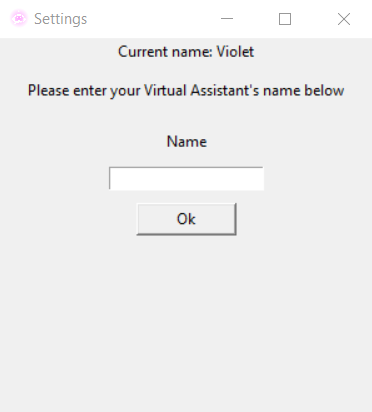 Settings
Current name: Violet
Please enter your Virtual Assistant's name below
Name
Ok